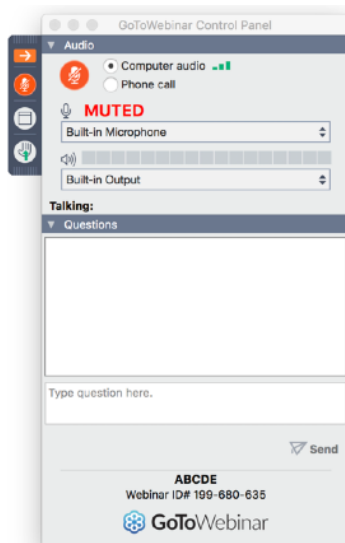 GoToWebinar Control Panel
Audio
Computer audio
Phone call
MUTED
Built-in Microphone
Built-in Output
Talking:
Questions
Type question here.
Send
ABCDE
Webinar ID# 199-680-635
GoToWebinar